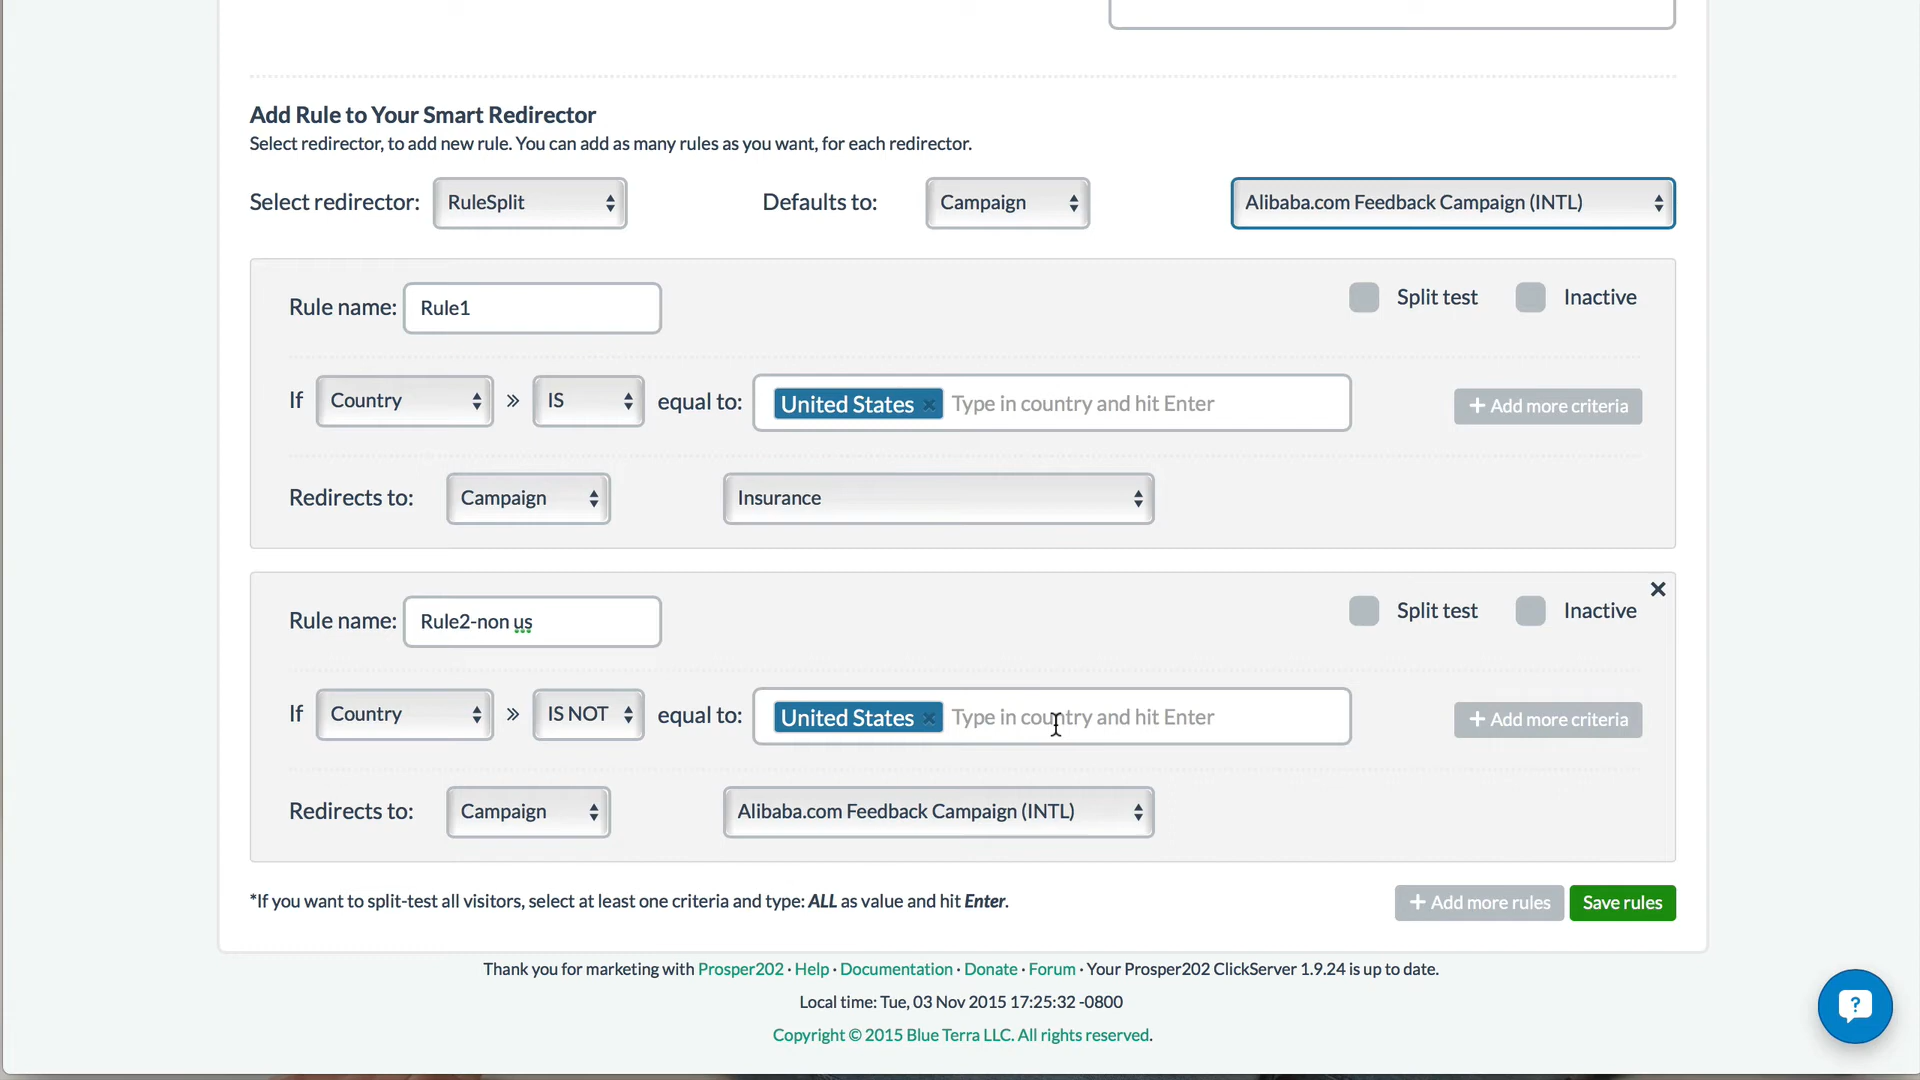 Add Rule to Your Smart Redirector
Select redirector, to add new rule. You can add as many rules as you want, for each redirector.
Select redirector: RuleSplit Defaults to: Campaign Alibaba.com Feedback Campaign (INTL)
Rule name: Rule1 Split test Inactive
If Country » IS equal to: United States × Type in country and hit Enter + Add more criteria
Redirects to: Campaign Insurance
Rule name: Rule2-non us Split test Inactive
If Country » IS NOT equal to: United States × Type in country and hit Enter + Add more criteria
Redirects to: Campaign Alibaba.com Feedback Campaign (INTL)
*If you want to split-test all visitors, select at least one criteria and type: ALL as value and hit Enter. + Add more rules Save rules
Thank you for marketing with Prosper202 · Help · Documentation · Donate · Forum · Your Prosper202 ClickServer 1.9.24 is up to date.
Local time: Tue, 03 Nov 2015 17:25:32 -0800
Copyright © 2015 Blue Terra LLC. All rights reserved.